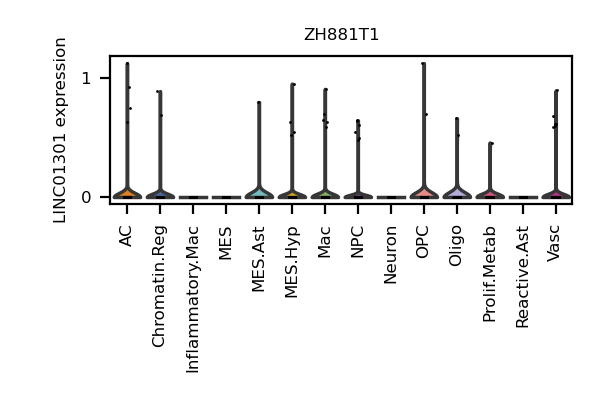 ZH881T1
LINC01301 expression
1
0
AC
Chromatin.Reg
Inflammatory.Mac
MES
MES.Ast
MES.Hyp
Mac
NPC
Neuron
OPC
Oligo
Prolif.Metab
Reactive.Ast
Vasc